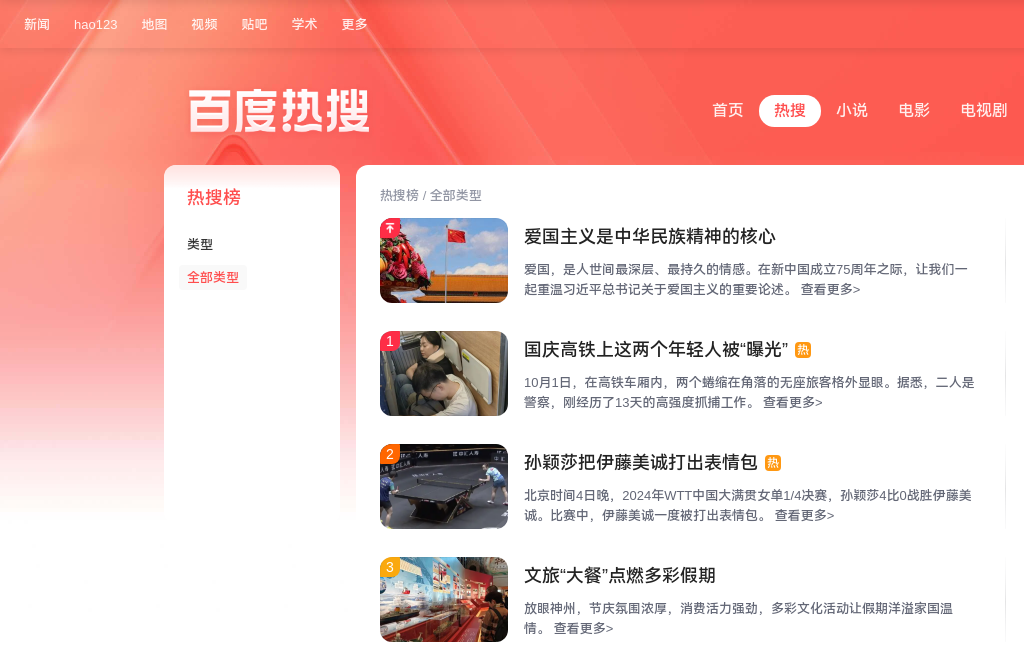 新闻 hao123 地图 视频 贴吧 学术 更多
百度热搜
首页 热搜 小说 电影 电视剧
热搜榜
类型
全部类型
热搜榜 / 全部类型
爱国主义是中华民族精神的核心
爱国，是人世间最深层、最持久的情感。在新中国成立75周年之际，让我们一
起重温习近平总书记关于爱国主义的重要论述。 查看更多>
1
国庆高铁上这两个年轻人被“曝光” 热
10月1日，在高铁车厢内，两个蜷缩在角落的无座旅客格外显眼。据悉，二人是
警察，刚经历了13天的高强度抓捕工作。 查看更多>
2
孙颖莎把伊藤美诚打出表情包 热
北京时间4日晚，2024年WTT中国大满贯女单1/4决赛，孙颖莎4比0战胜伊藤美
诚。比赛中，伊藤美诚一度被打出表情包。 查看更多>
3
文旅“大餐”点燃多彩假期
放眼神州，节庆氛围浓厚，消费活力强劲，多彩文化活动让假期洋溢家国温
情。 查看更多>